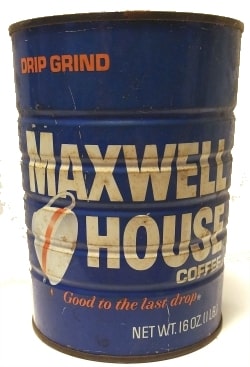 DRIP GRIND
MAXWELL
HOUSE
COFFEE
Good to the last drop®
NET WT. 16 OZ. (1 LB.)